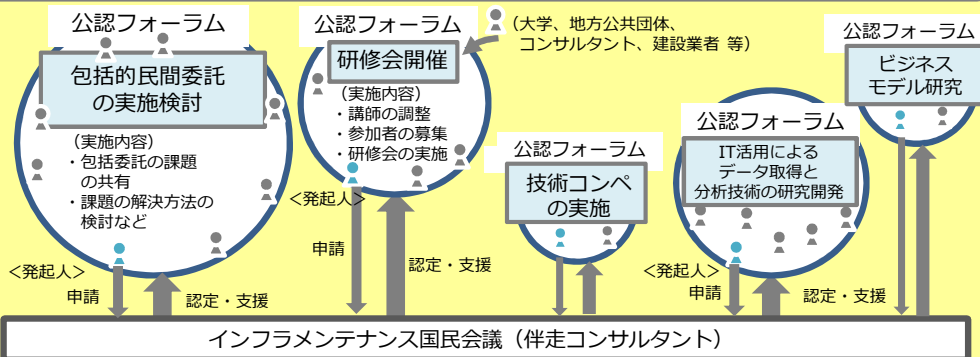 公認フォーラム
包括的民間委託
の実施検討
(実施内容)
・包括委託の課題
の共有
・課題の解決方法の
検討など
<発起人>
申請
認定・支援
公認フォーラム
研修会開催
(実施内容)
・講師の調整
・参加者の募集
・研修会の実施
<発起人>
申請
認定・支援
(大学、地方公共団体、
コンサルタント、建設業者 等)
公認フォーラム
技術コンペ
の実施
公認フォーラム
IT活用による
データ取得と
分析技術の研究開発
<発起人>
申請
認定・支援
公認フォーラム
ビジネス
モデル研究
インフラメンテナンス国民会議(伴走コンサルタント)